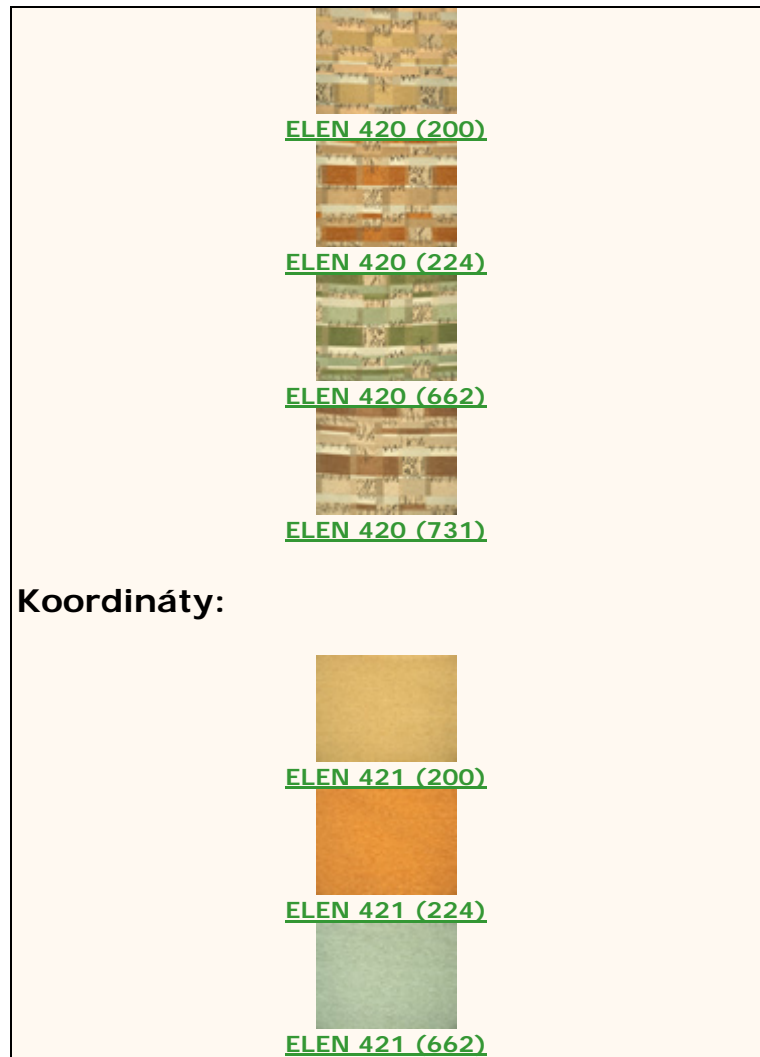 ELEN 420 (200)
ELEN 420 (224)
ELEN 420 (662)
ELEN 420 (731)
Koordináty:
ELEN 421 (200)
ELEN 421 (224)
ELEN 421 (662)